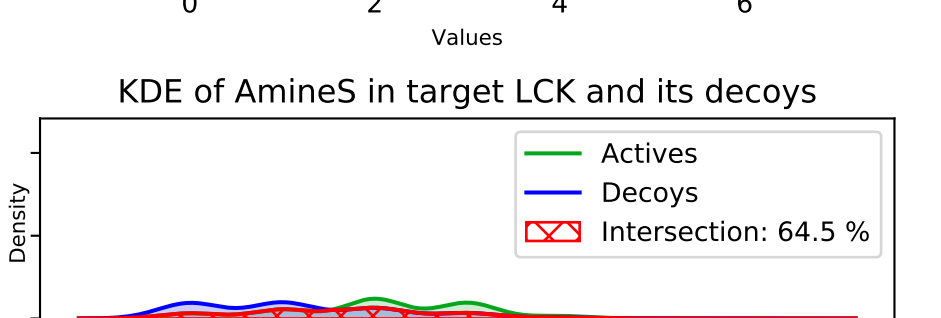 0 2 4 6
Values
KDE of AmineS in target LCK and its decoys
Density
Actives
Decoys
Intersection: 64.5 %